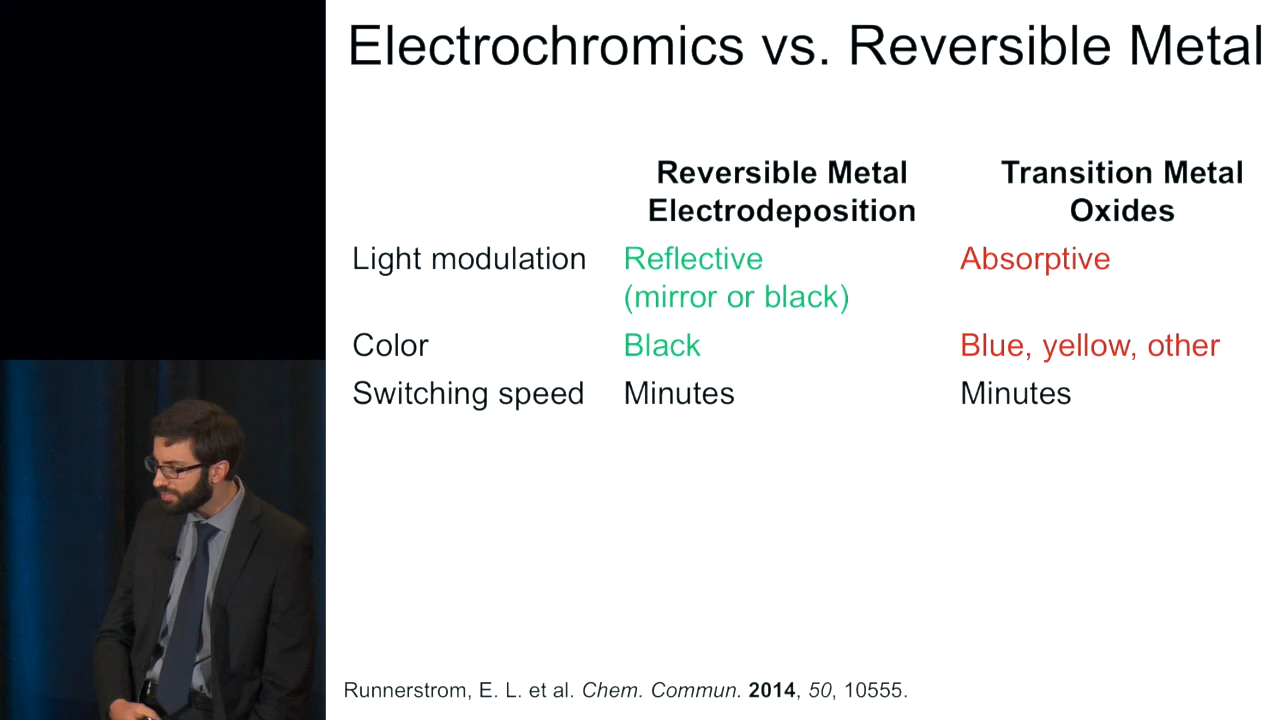 Electrochromics vs. Reversible Metal
Reversible Metal Transition Metal
Electrodeposition Oxides
Light modulation Reflective Absorptive
(mirror or black)
Color Black Blue, yellow, other
Switching speed Minutes Minutes
Runnerstrom, E. L. et al. Chem. Commun. 2014, 50, 10555.